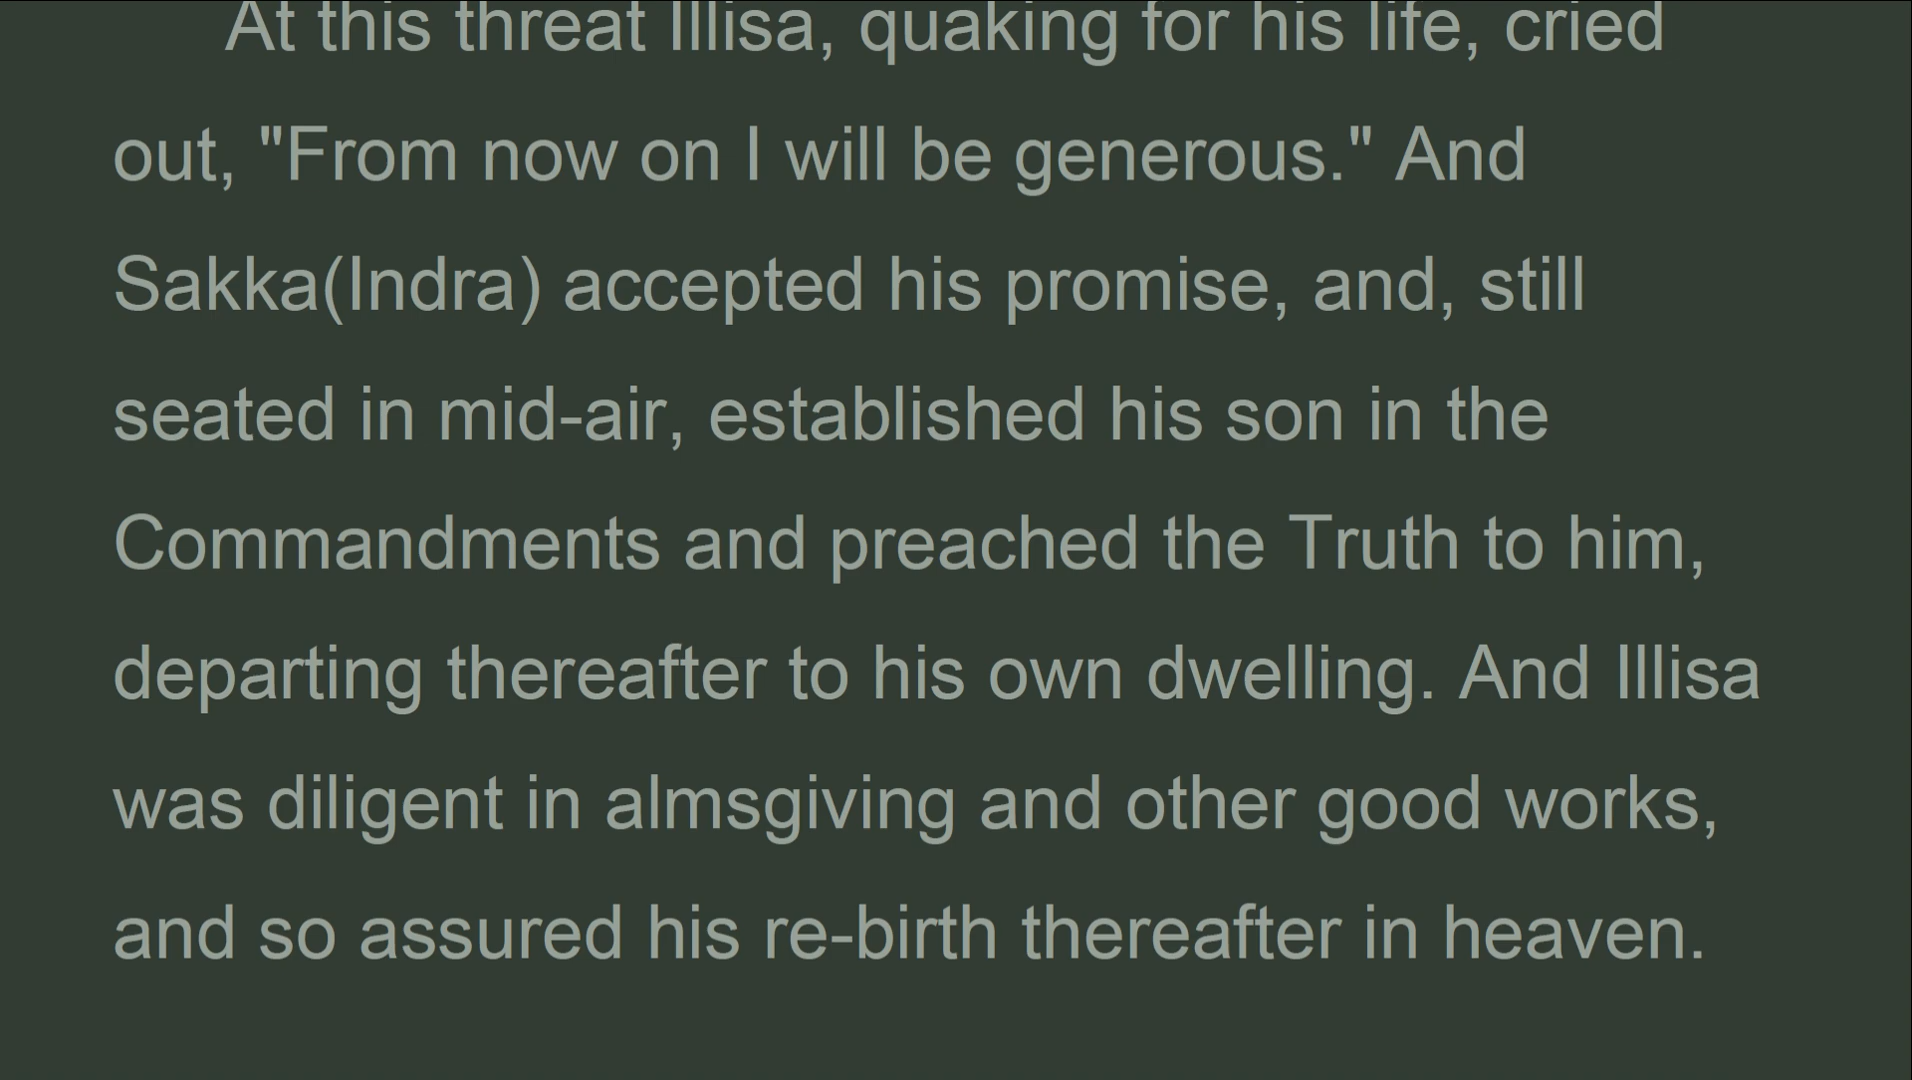 At this threat Illisa, quaking for his life, cried
out, "From now on I will be generous." And
Sakka(Indra) accepted his promise, and, still
seated in mid-air, established his son in the
Commandments and preached the Truth to him,
departing thereafter to his own dwelling. And Illisa
was diligent in almsgiving and other good works,
and so assured his re-birth thereafter in heaven.